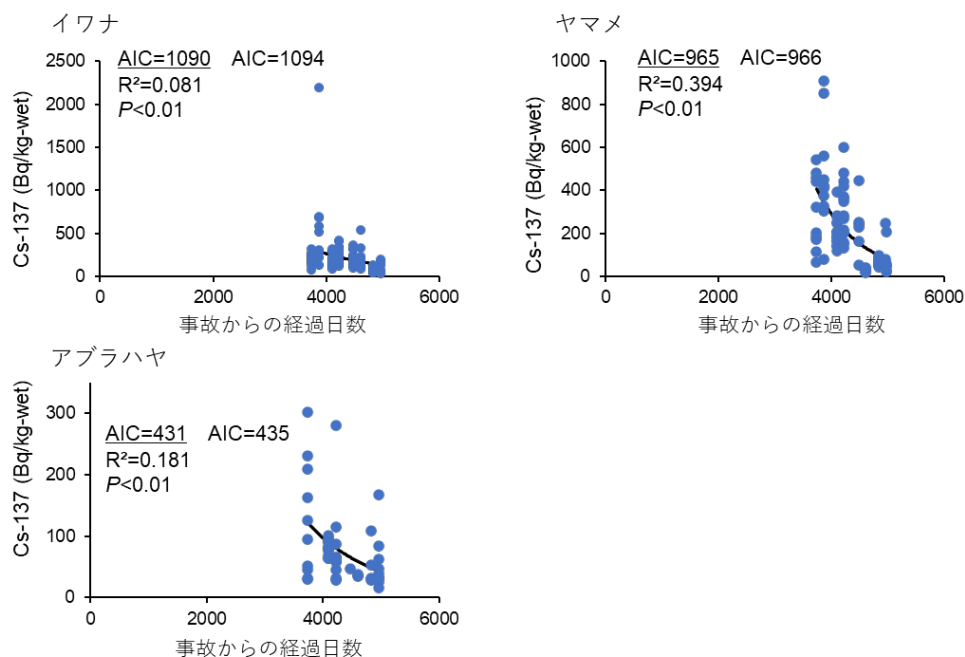 イワナ
AIC=1090 AIC=1094
R²=0.081
P<0.01
Cs-137 (Bq/kg-wet)
2500
2000
1500
1000
500
0
0 2000 4000 6000
事故からの経過日数
ヤマメ
AIC=965 AIC=966
R²=0.394
P<0.01
Cs-137 (Bq/kg-wet)
1000
800
600
400
200
0
0 2000 4000 6000
事故からの経過日数
アブラハヤ
AIC=431 AIC=435
R²=0.181
P<0.01
Cs-137 (Bq/kg-wet)
300
200
100
0
0 2000 4000 6000
事故からの経過日数